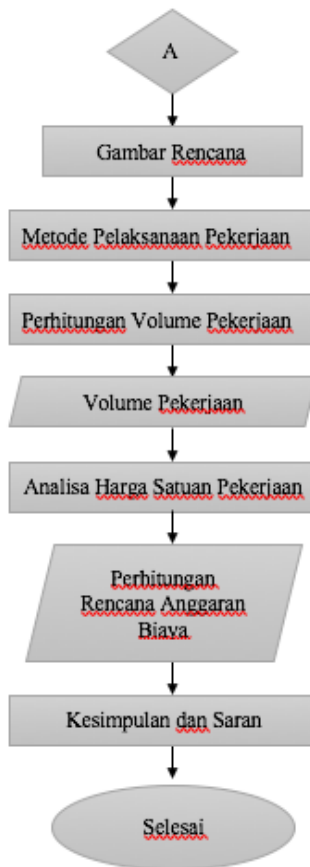 A
Gambar Rencana
Metode Pelaksanaan Pekerjaan
Perhitungan Volume Pekerjaan
Volume Pekerjaan
Analisa Harga Satuan Pekerjaan
Perhitungan
Rencana Anggaran
Biaya
Kesimpulan dan Saran
Selesai